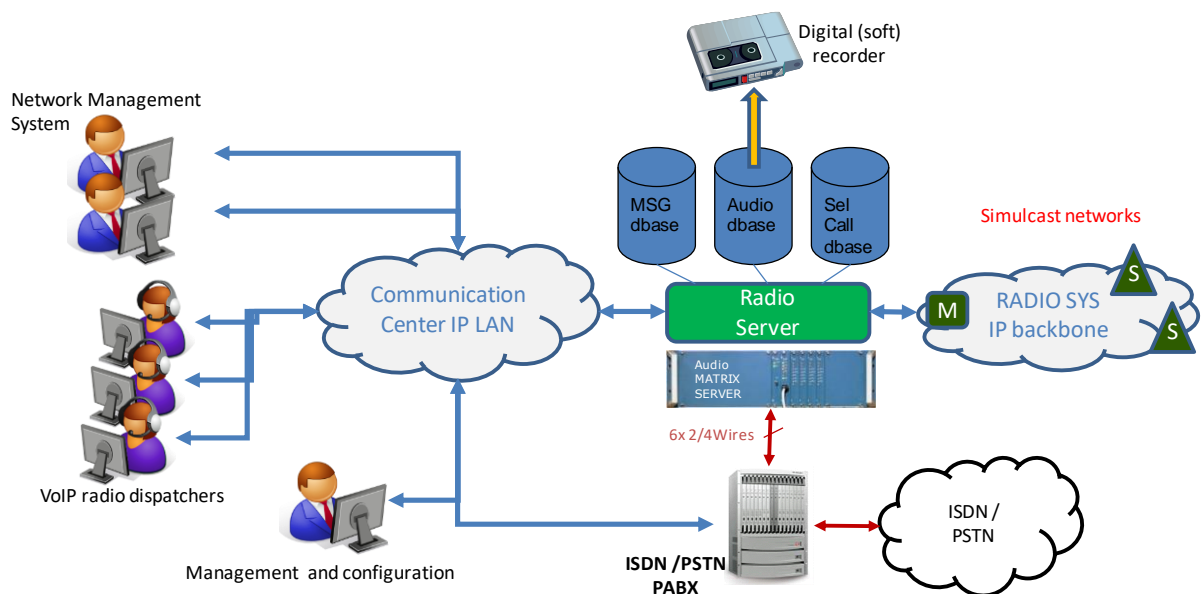 Digital (soft)
recorder
Network Management
System
MSG
dbase
Audio
dbase
Sel
Call
dbase
Simulcast networks
S
Communication
Center IP LAN
Radio
Server
M
RADIO SYS
IP backbone
S
Audio
MATRIX
SERVER
6x 2/4Wires
VoIP radio dispatchers
ISDN /
PSTN
Management and configuration
ISDN /PSTN
PABX